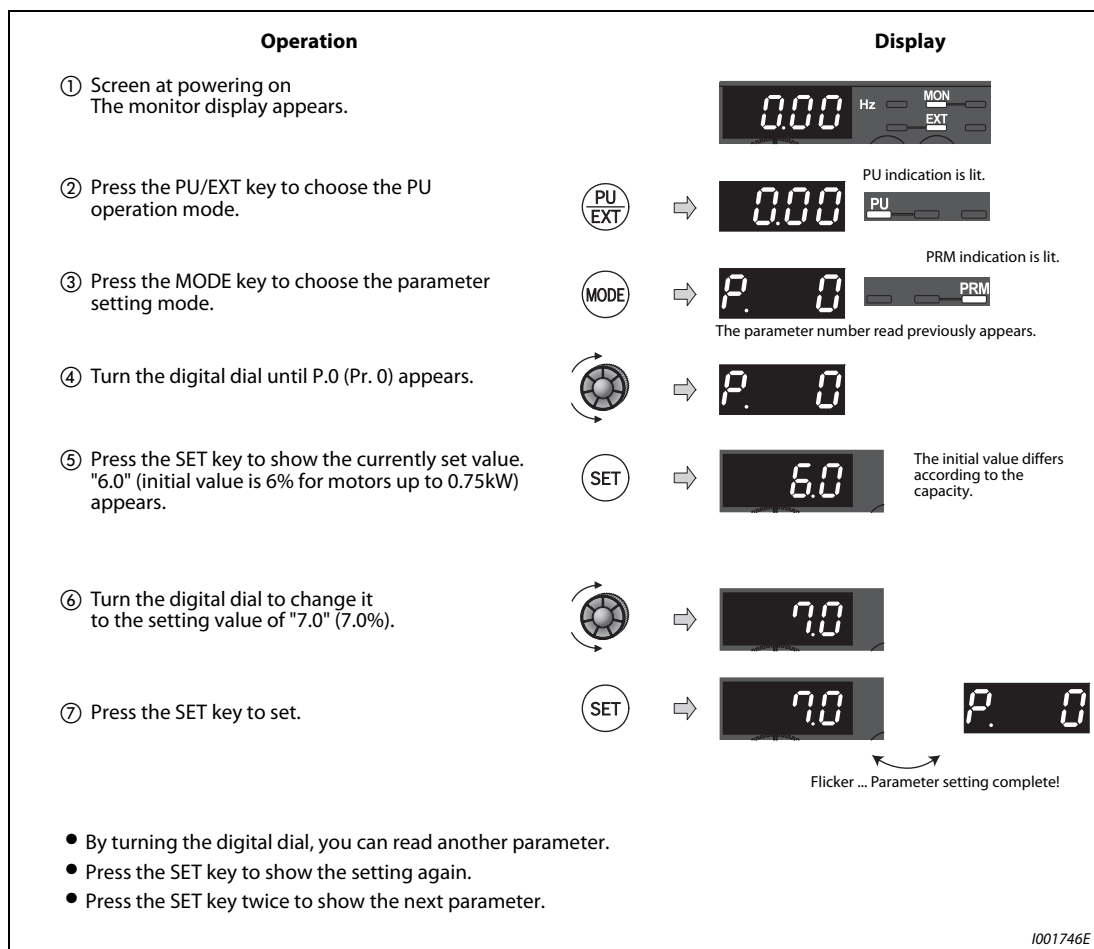 Operation
Display
① Screen at powering on
The monitor display appears.
0.00 Hz MON
EXT
② Press the PU/EXT key to choose the PU
operation mode.
PU
EXT
0.00
PU indication is lit.
PU
③ Press the MODE key to choose the parameter
setting mode.
MODE
P. 0
PRM indication is lit.
PRM
The parameter number read previously appears.
④ Turn the digital dial until P.0 (Pr. 0) appears.
P. 0
⑤ Press the SET key to show the currently set value.
"6.0" (initial value is 6% for motors up to 0.75kW)
appears.
SET
6.0
The initial value differs
according to the
capacity.
⑥ Turn the digital dial to change it
to the setting value of "7.0" (7.0%).
7.0
⑦ Press the SET key to set.
SET
7.0
P. 0
Flicker ... Parameter setting complete!
● By turning the digital dial, you can read another parameter.
● Press the SET key to show the setting again.
● Press the SET key twice to show the next parameter.
I001746E